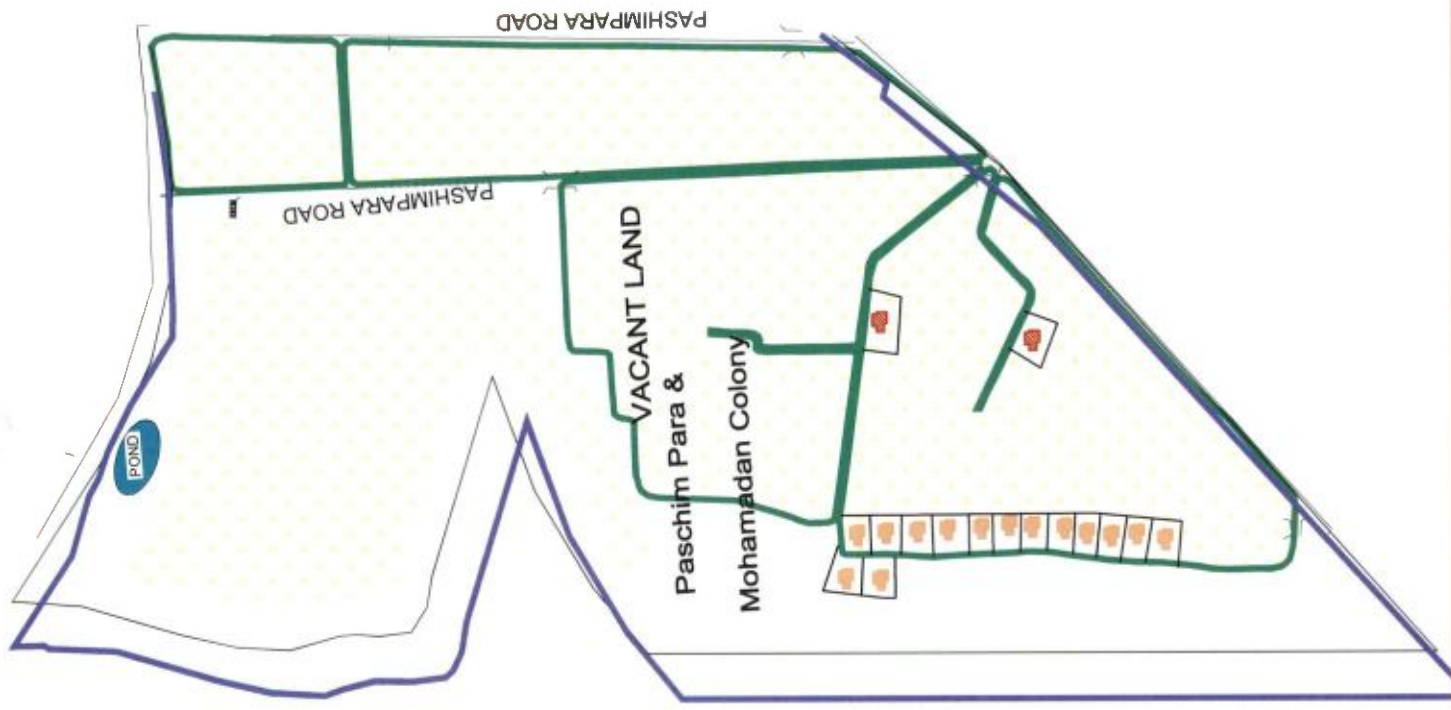 PASHIMPARA ROAD
PASHIMPARA ROAD
VACANT LAND
Paschim Para &
Mohamadan Colony
POND